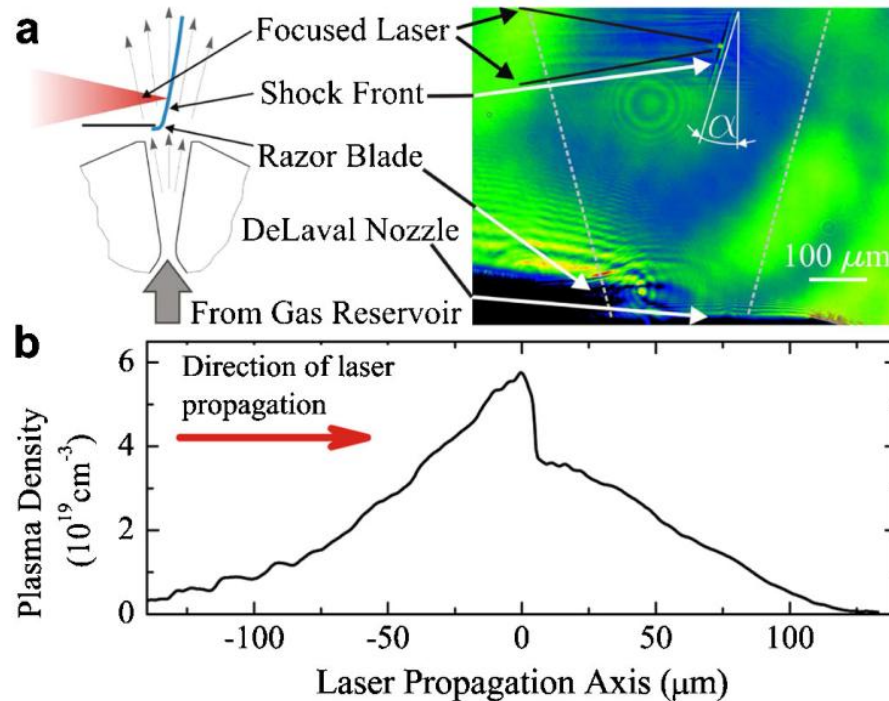 a
Focused Laser
Shock Front
Razor Blade
DeLaval Nozzle
From Gas Reservoir
α
100 μm
b
Direction of laser
propagation
Plasma Density
(10¹⁹cm⁻³)
6
4
2
0
-100
-50
0
50
100
Laser Propagation Axis (μm)